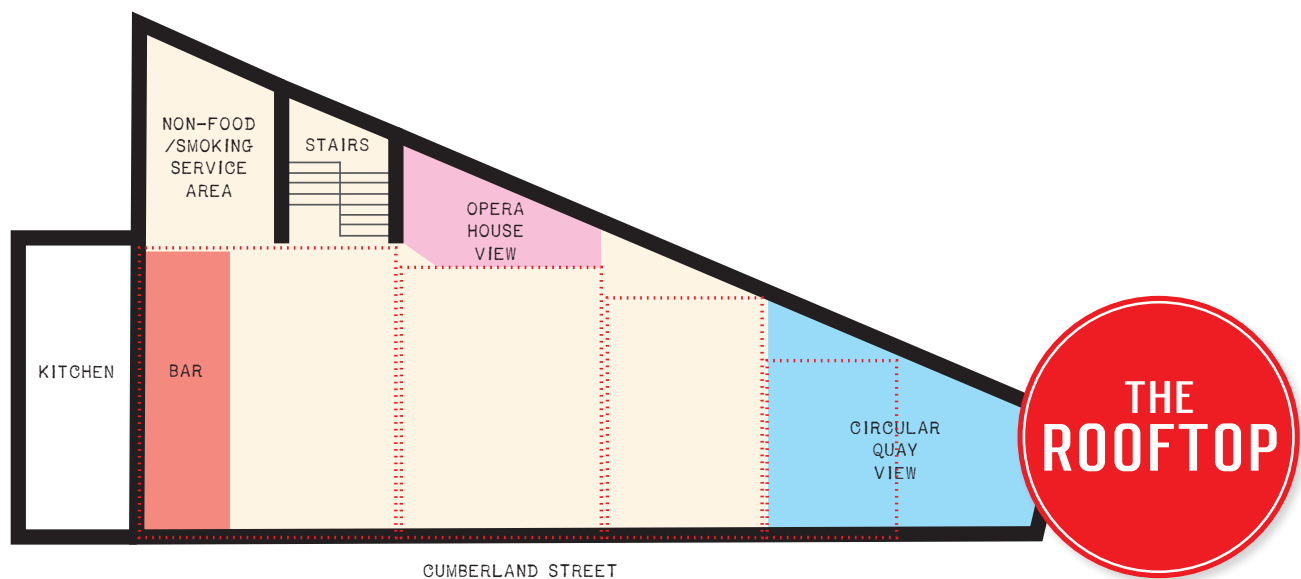 NON-FOOD
/SMOKING
SERVICE
AREA
STAIRS
OPERA
HOUSE
VIEW
KITCHEN
BAR
CIRCULAR
QUAY
VIEW
THE
ROOFTOP
CUMBERLAND STREET